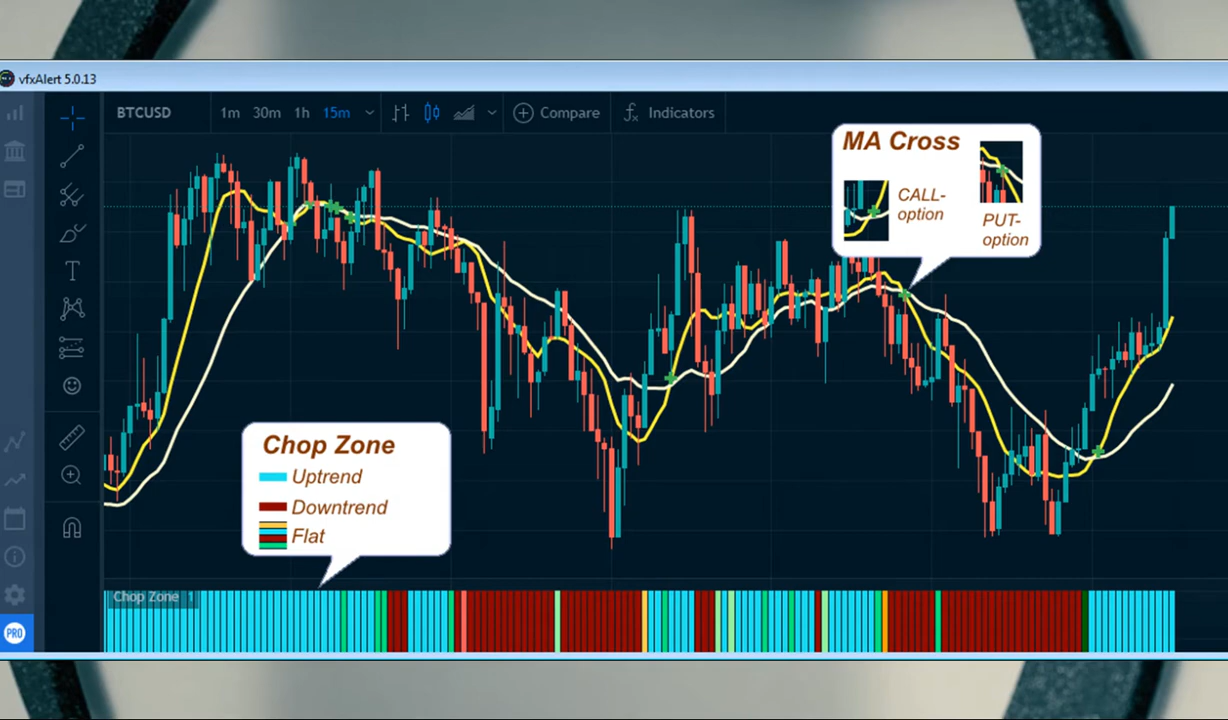 vfxAlert 5.0.13
BTCUSD 1m 30m 1h 15m Compare Indicators
MA Cross
CALL-
option
PUT-
option
Chop Zone
Uptrend
Downtrend
Flat
Chop Zone 1
PRO